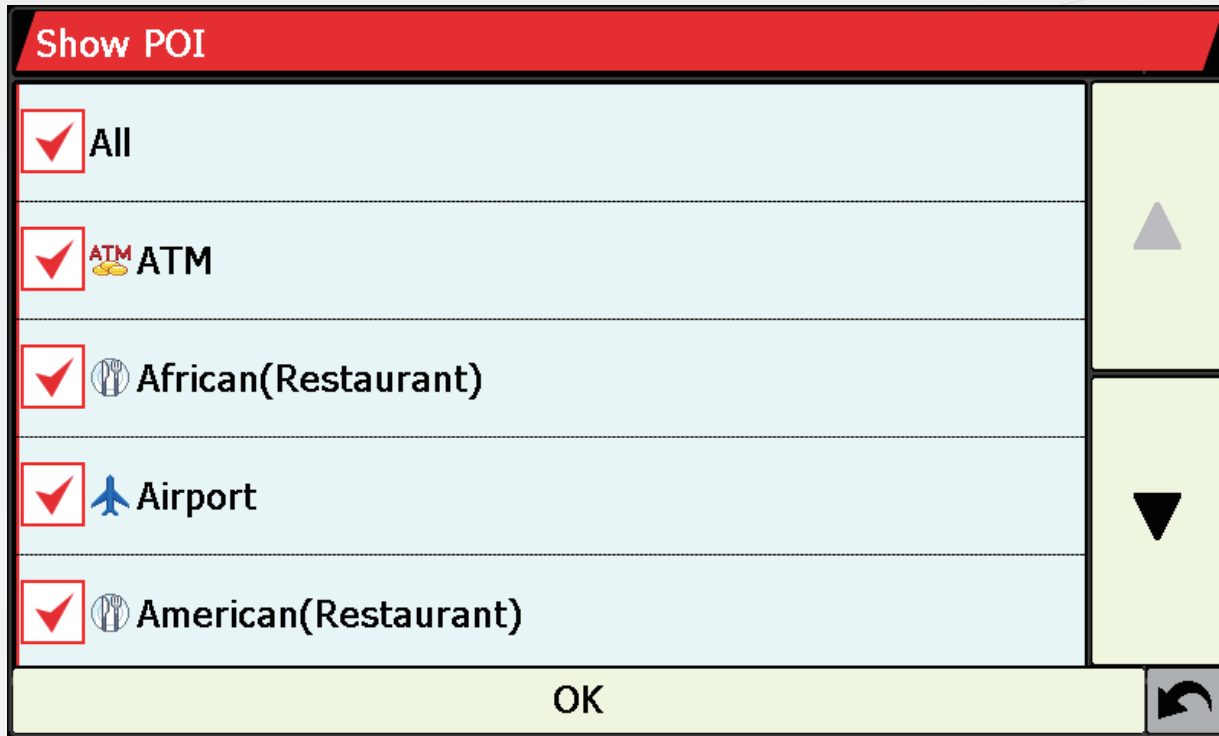 Show POI
All
ATM ATM
African(Restaurant)
Airport
American(Restaurant)
OK